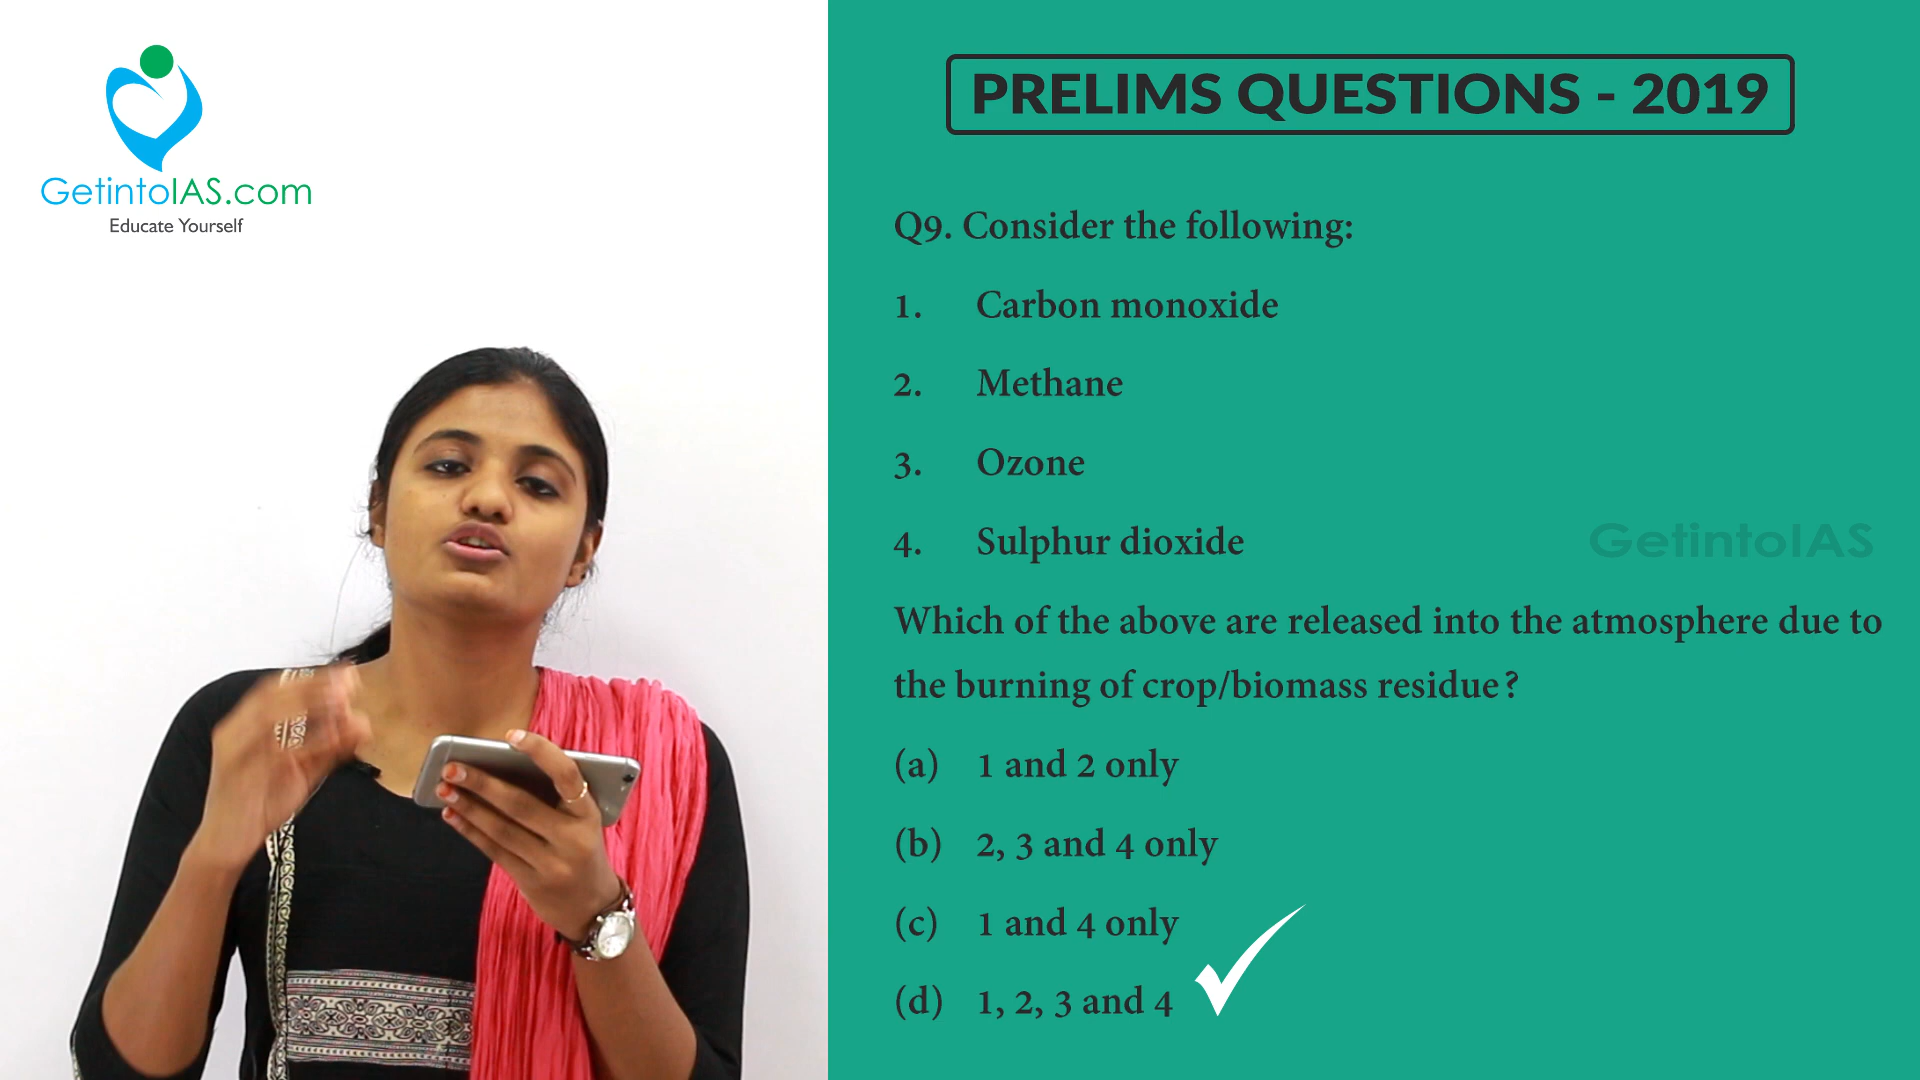 GetintoIAS.com
Educate Yourself
PRELIMS QUESTIONS - 2019
Q9. Consider the following:
1. Carbon monoxide
2. Methane
3. Ozone
4. Sulphur dioxide
GetintoIAS
Which of the above are released into the atmosphere due to
the burning of crop/biomass residue?
(a) 1 and 2 only
(b) 2, 3 and 4 only
(c) 1 and 4 only
(d) 1, 2, 3 and 4